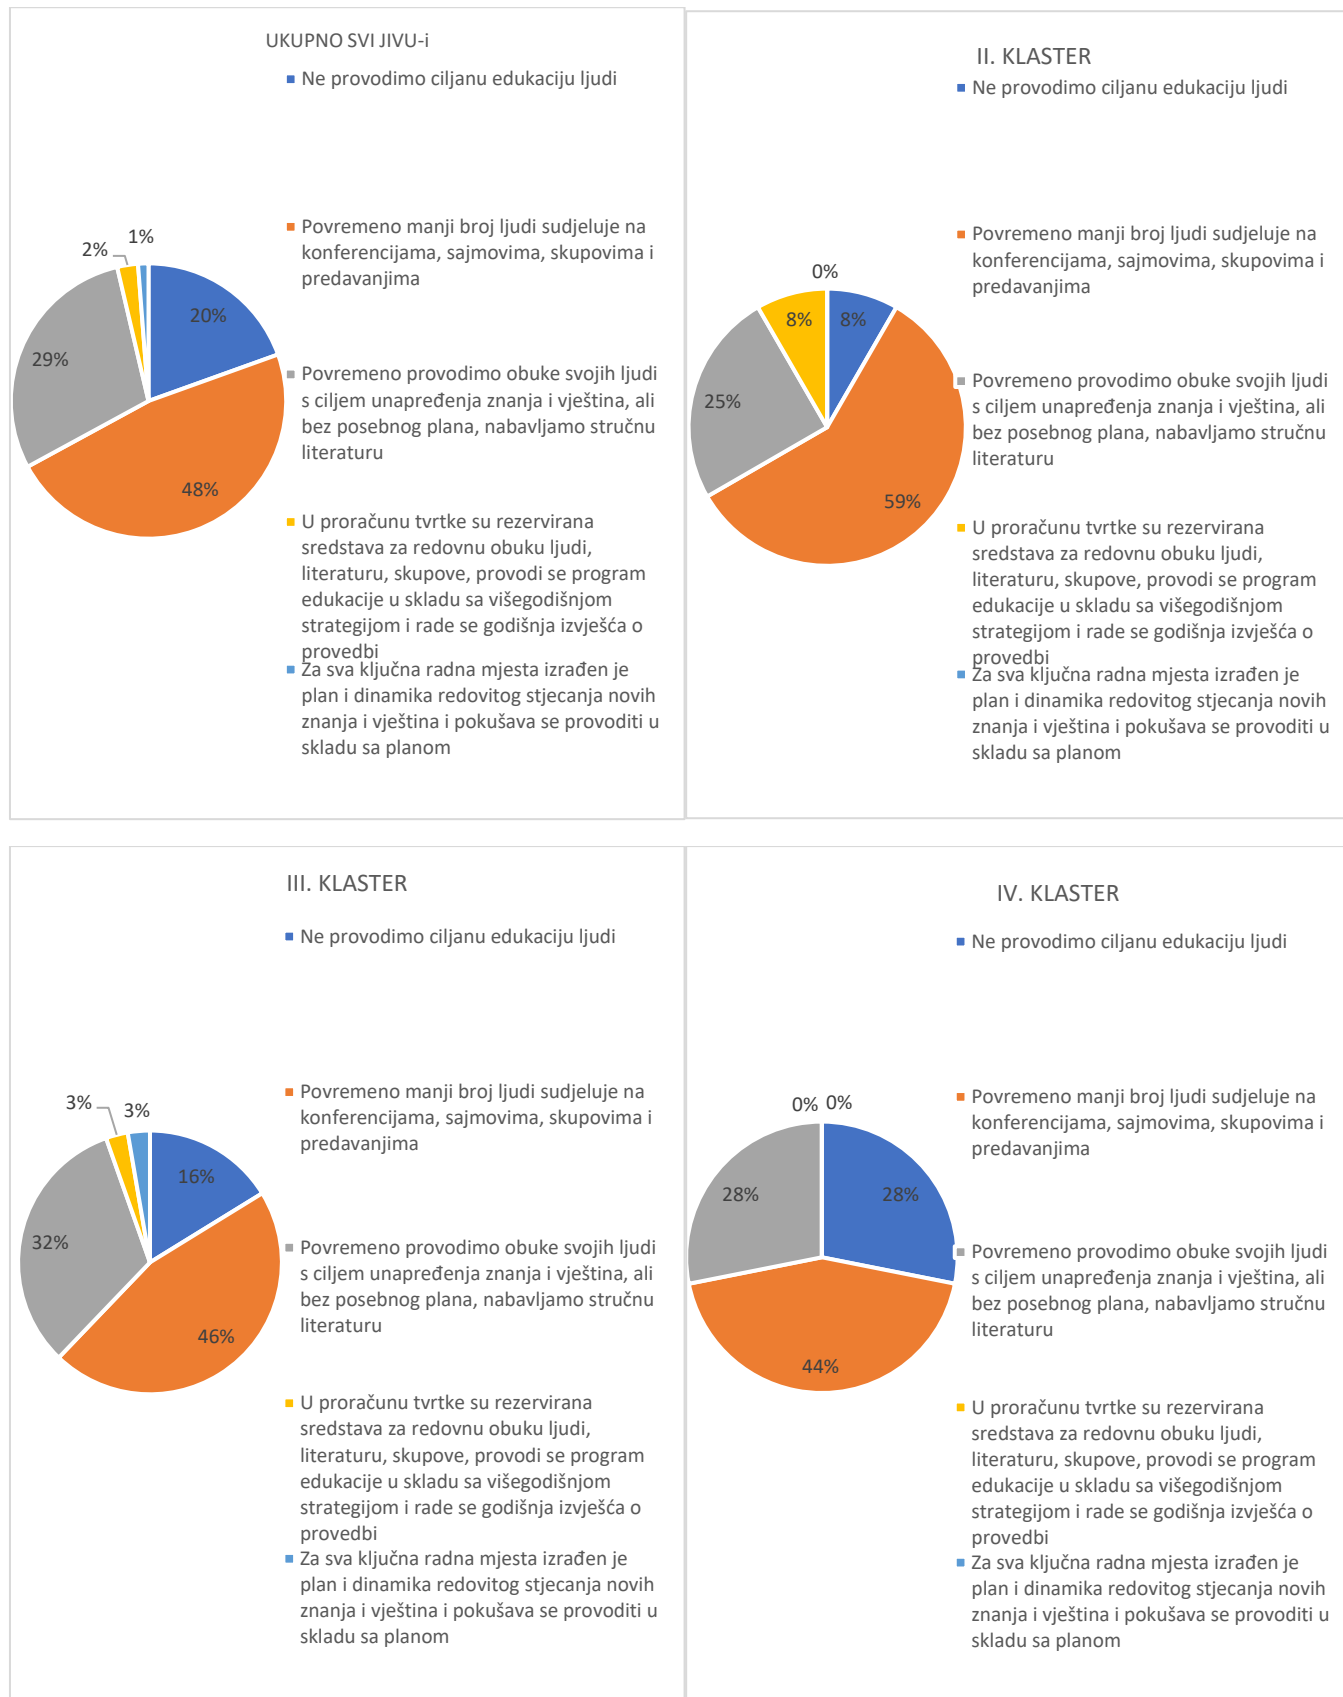 UKUPNO SVI JIVU-i
Ne provodimo ciljanu edukaciju ljudi
Povremeno manji broj ljudi sudjeluje na
konferencijama, sajmovima, skupovima i
predavanjima
Povremeno provodimo obuke svojih ljudi
s ciljem unapređenja znanja i vještina, ali
bez posebnog plana, nabavljamo stručnu
literaturu
U proračunu tvrtke su rezervirana
sredstava za redovnu obuku ljudi,
literaturu, skupove, provodi se program
edukacije u skladu sa višegodišnjom
strategijom i rade se godišnja izvješća o
provedbi
Za sva ključna radna mjesta izrađen je
plan i dinamika redovitog stjecanja novih
znanja i vještina i pokušava se provoditi u
skladu sa planom
2%
1%
20%
29%
48%
II. KLASTER
Ne provodimo ciljanu edukaciju ljudi
Povremeno manji broj ljudi sudjeluje na
konferencijama, sajmovima, skupovima i
predavanjima
Povremeno provodimo obuke svojih ljudi
s ciljem unapređenja znanja i vještina, ali
bez posebnog plana, nabavljamo stručnu
literaturu
U proračunu tvrtke su rezervirana
sredstava za redovnu obuku ljudi,
literaturu, skupove, provodi se program
edukacije u skladu sa višegodišnjom
strategijom i rade se godišnja izvješća o
provedbi
Za sva ključna radna mjesta izrađen je
plan i dinamika redovitog stjecanja novih
znanja i vještina i pokušava se provoditi u
skladu sa planom
0%
8%
8%
25%
59%
III. KLASTER
Ne provodimo ciljanu edukaciju ljudi
Povremeno manji broj ljudi sudjeluje na
konferencijama, sajmovima, skupovima i
predavanjima
Povremeno provodimo obuke svojih ljudi
s ciljem unapređenja znanja i vještina, ali
bez posebnog plana, nabavljamo stručnu
literaturu
U proračunu tvrtke su rezervirana
sredstava za redovnu obuku ljudi,
literaturu, skupove, provodi se program
edukacije u skladu sa višegodišnjom
strategijom i rade se godišnja izvješća o
provedbi
Za sva ključna radna mjesta izrađen je
plan i dinamika redovitog stjecanja novih
znanja i vještina i pokušava se provoditi u
skladu sa planom
3%
3%
16%
32%
46%
IV. KLASTER
Ne provodimo ciljanu edukaciju ljudi
Povremeno manji broj ljudi sudjeluje na
konferencijama, sajmovima, skupovima i
predavanjima
Povremeno provodimo obuke svojih ljudi
s ciljem unapređenja znanja i vještina, ali
bez posebnog plana, nabavljamo stručnu
literaturu
U proračunu tvrtke su rezervirana
sredstava za redovnu obuku ljudi,
literaturu, skupove, provodi se program
edukacije u skladu sa višegodišnjom
strategijom i rade se godišnja izvješća o
provedbi
Za sva ključna radna mjesta izrađen je
plan i dinamika redovitog stjecanja novih
znanja i vještina i pokušava se provoditi u
skladu sa planom
0% 0%
28%
28%
44%